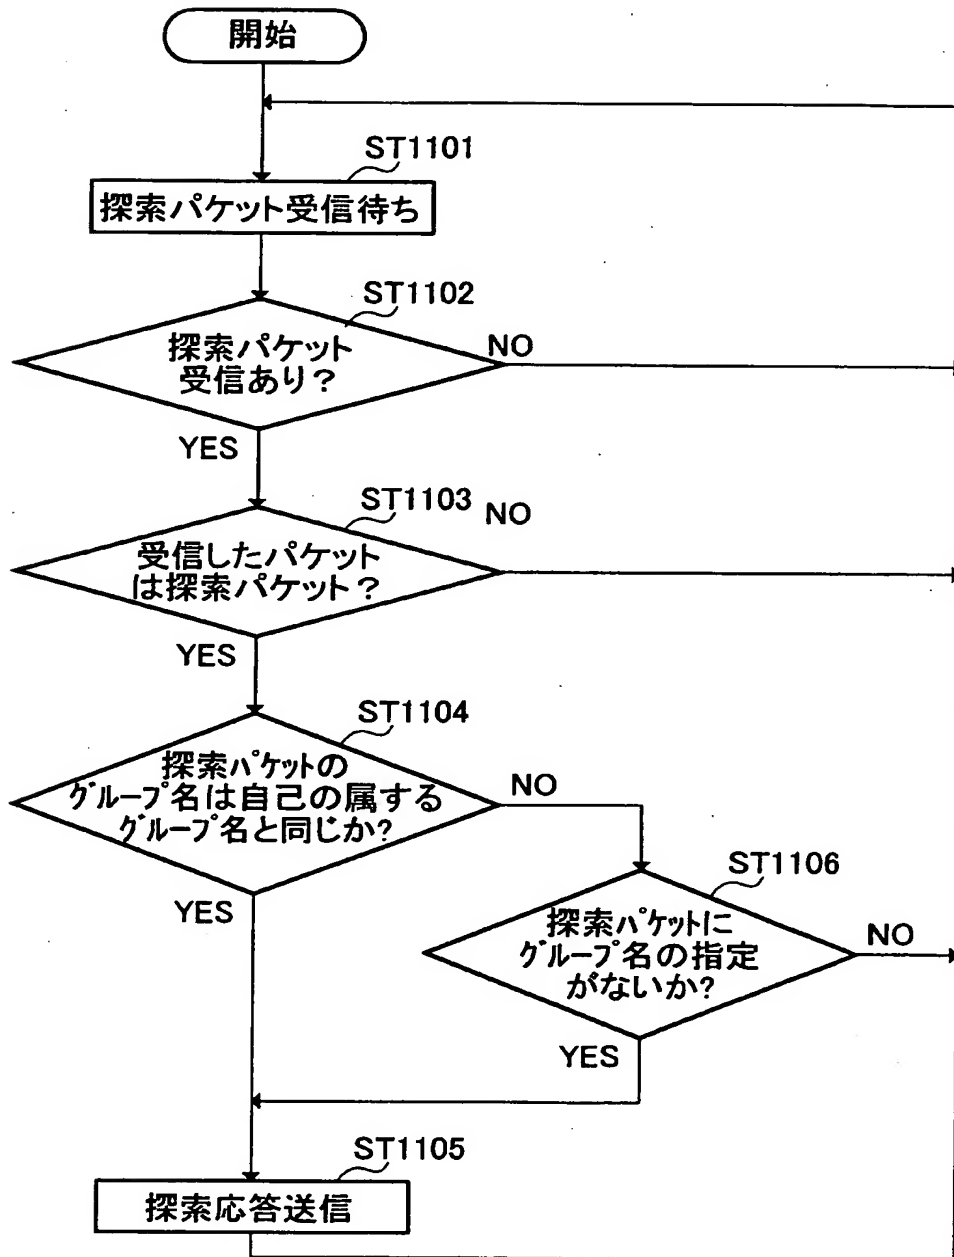 開始
ST1101
探索パケット受信待ち
ST1102
探索パケット
受信あり?
NO
YES
ST1103
NO
受信したパケット
は探索パケット?
YES
ST1104
探索パケットの
グループ名は自己の属する
グループ名と同じか?
NO
YES
ST1106
探索パケットに
グループ名の指定
がないか?
NO
YES
ST1105
探索応答送信